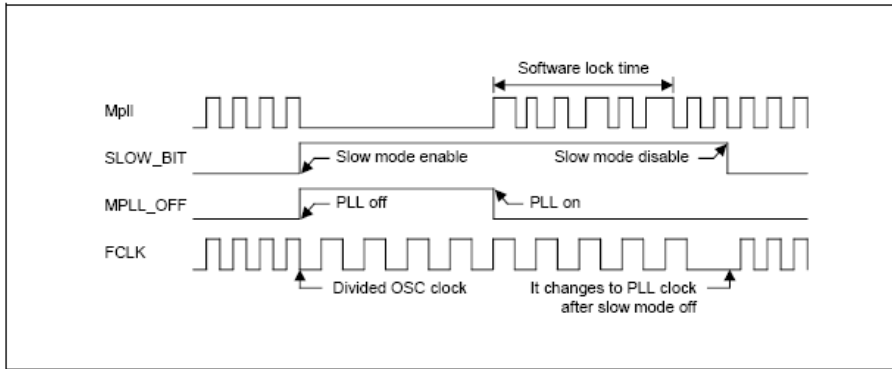 Software lock time
Mpll
SLOW_BIT
Slow mode enable
Slow mode disable
MPLL_OFF
PLL off
PLL on
FCLK
Divided OSC clock
It changes to PLL clock
after slow mode off